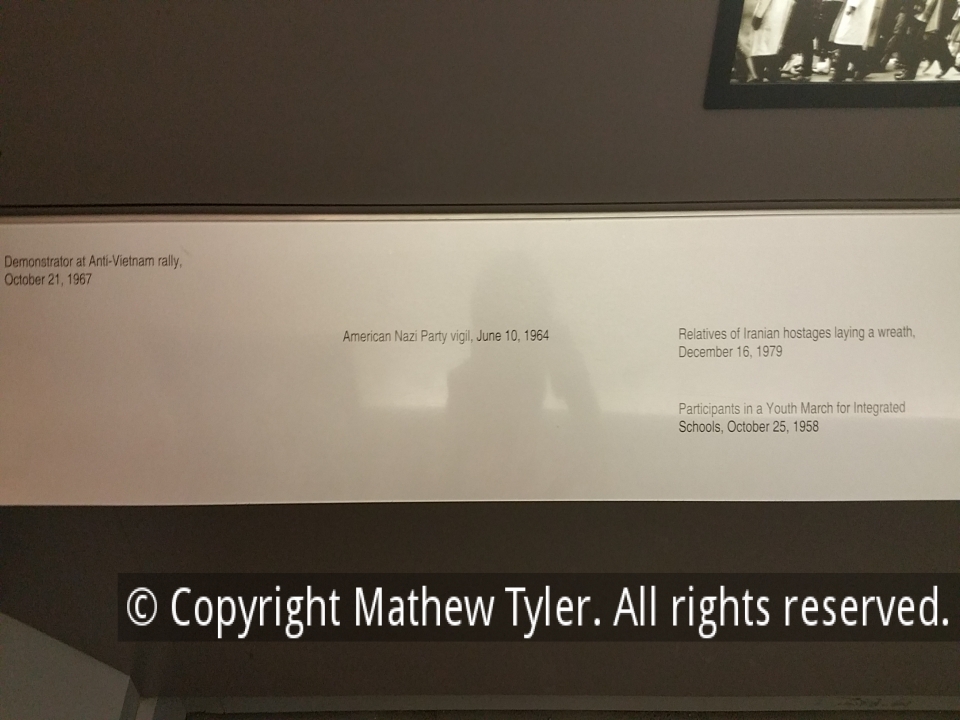 Demonstrator at Anti-Vietnam rally,
October 21, 1967
American Nazi Party vigil, June 10, 1964
Relatives of Iranian hostages laying a wreath,
December 16, 1979
Participants in a Youth March for Integrated
Schools, October 25, 1958
© Copyright Mathew Tyler. All rights reserved.